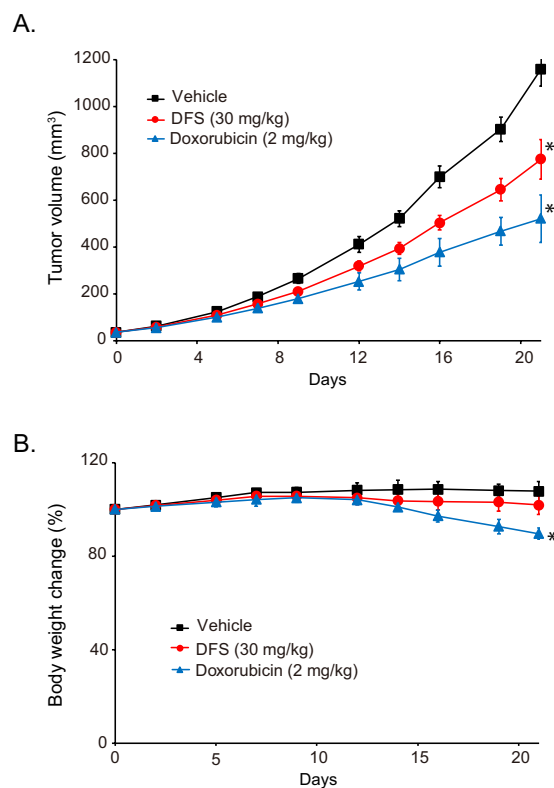 A.
1200
1000
800
600
400
200
0
Tumor volume (mm³)
Vehicle
DFS (30 mg/kg)
Doxorubicin (2 mg/kg)
*
*
0 4 8 12 16 20
Days
B.
120
80
40
0
Body weight change (%)
Vehicle
DFS (30 mg/kg)
Doxorubicin (2 mg/kg)
*
0 5 10 15 20
Days